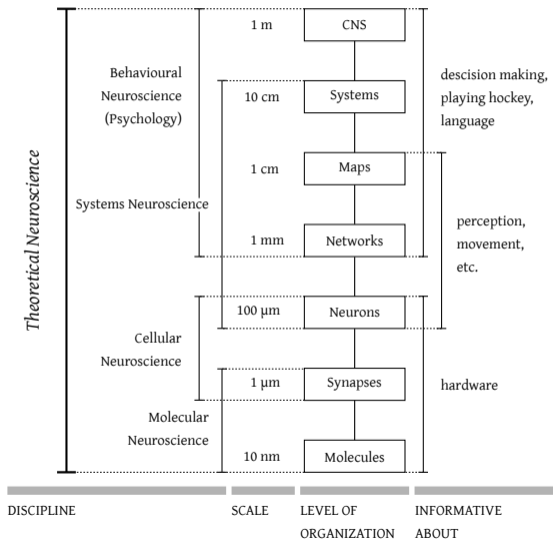 Theoretical Neuroscience
Behavioural
Neuroscience
(Psychology)
Systems Neuroscience
Cellular
Neuroscience
Molecular
Neuroscience
1 m
10 cm
1 cm
1 mm
100 µm
1 µm
10 nm
CNS
Systems
Maps
Networks
Neurons
Synapses
Molecules
descision making,
playing hockey,
language
perception,
movement,
etc.
hardware
DISCIPLINE
SCALE
LEVEL OF
ORGANIZATION
INFORMATIVE
ABOUT